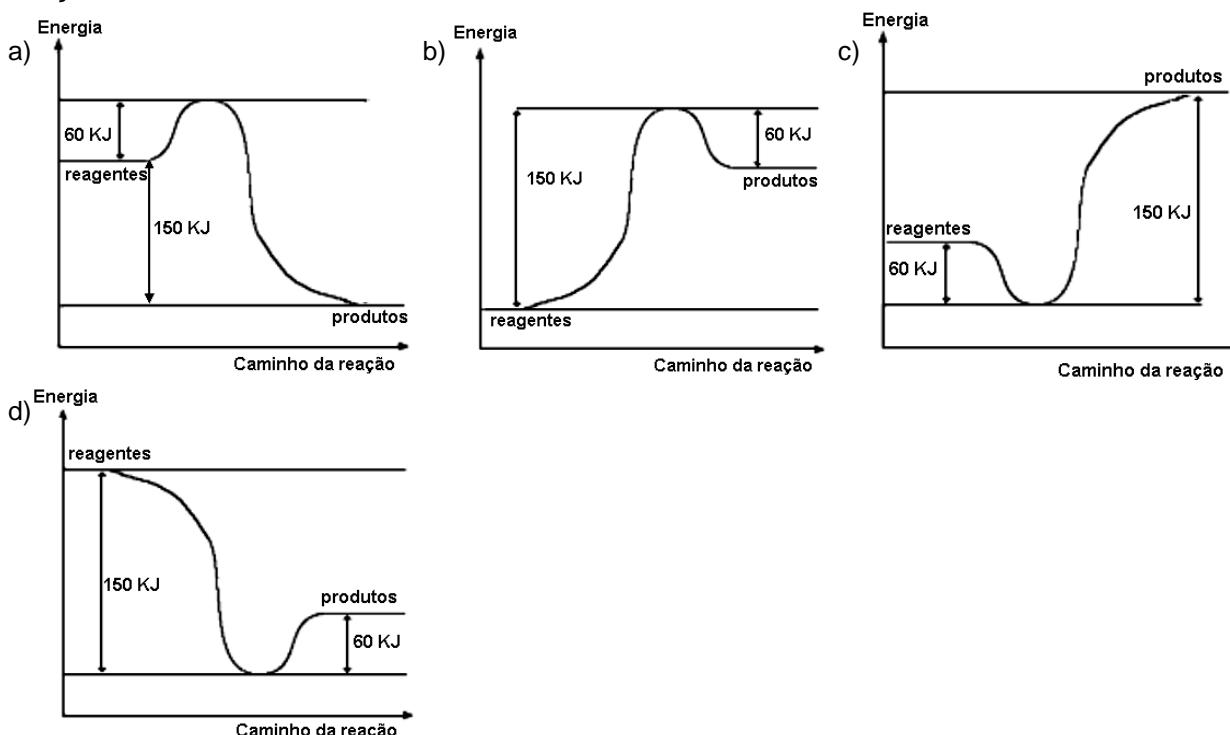 a)
Energia
60 KJ
reagentes
150 KJ
produtos
Caminho da reação
b)
Energia
150 KJ
60 KJ
produtos
reagentes
Caminho da reação
c)
Energia
produtos
reagentes
60 KJ
150 KJ
Caminho da reação
d)
Energia
reagentes
150 KJ
produtos
60 KJ
Caminho da reação